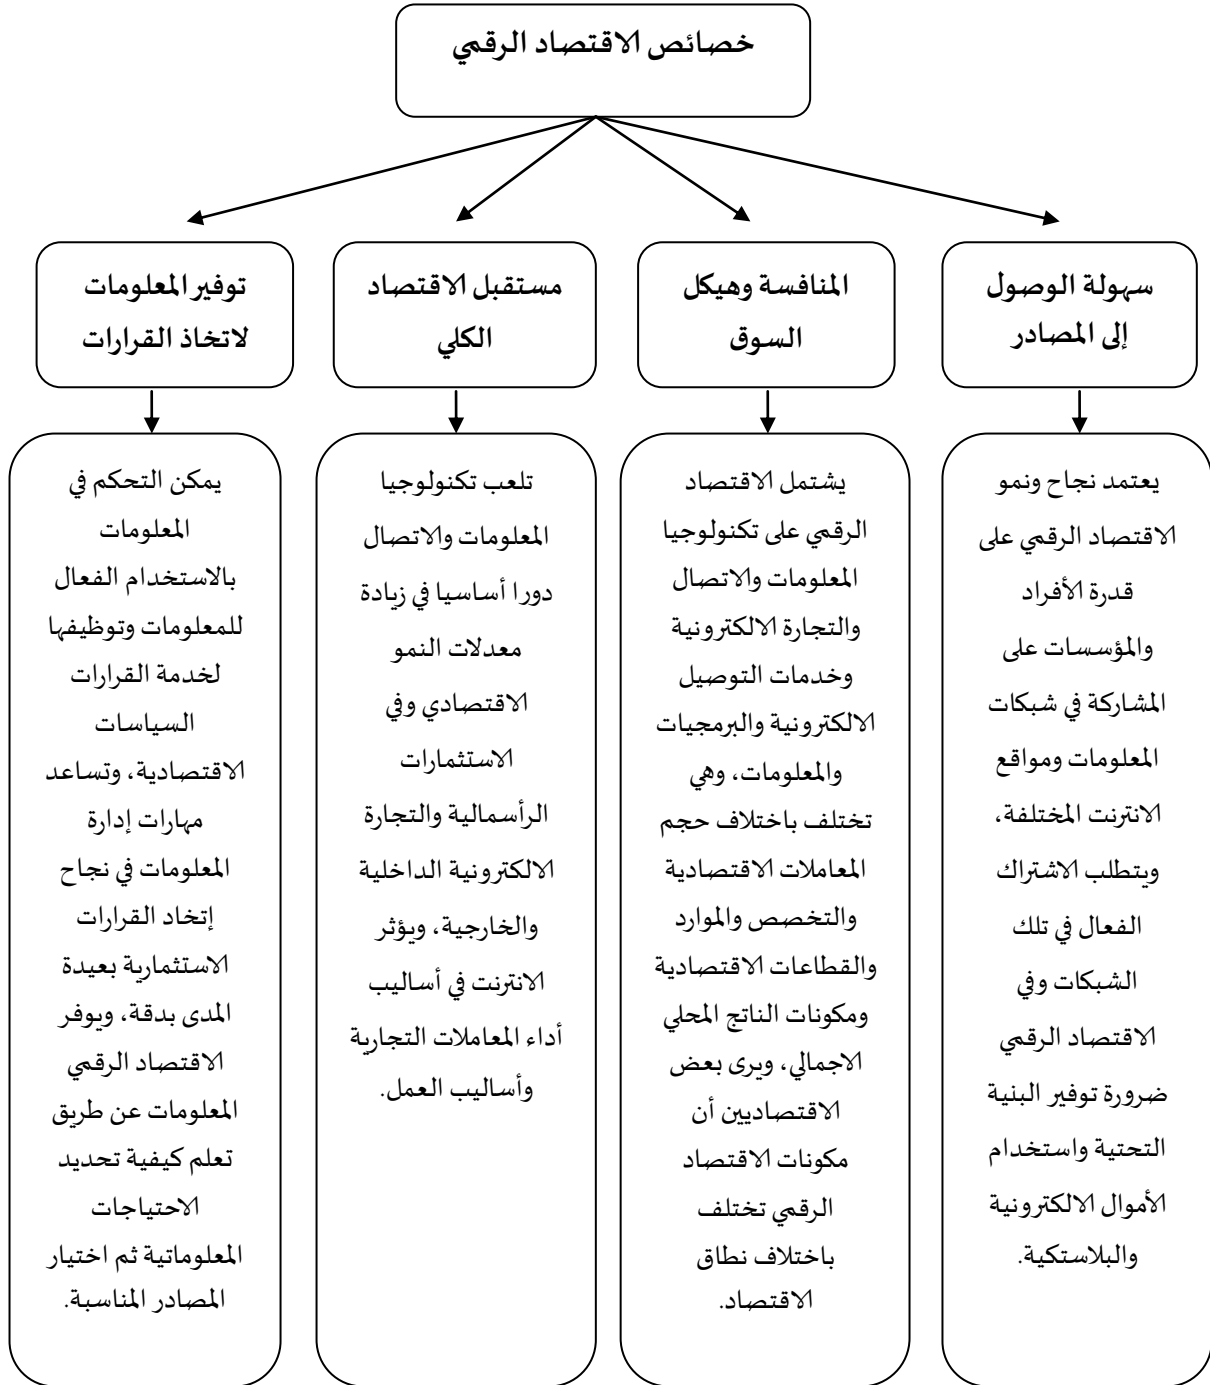 خصائص الاقتصاد الرقمي
سهولة الوصول
إلى المصادر
المنافسة وهيكل
السوق
مستقبل الاقتصاد
الكلي
توفير المعلومات
لاتخاذ القرارات
يعتمد نجاح ونمو
الاقتصاد الرقمي على
قدرة الأفراد
والمؤسسات على
المشاركة في شبكات
المعلومات ومواقع
الانترنت المختلفة،
ويتطلب الاشتراك
الفعال في تلك
الشبكات وفي
الاقتصاد الرقمي
ضرورة توفير البنية
التحتية واستخدام
الأموال الالكترونية
والبلاستكية.
يشتمل الاقتصاد
الرقمي على تكنولوجيا
المعلومات والاتصال
والتجارة الالكترونية
وخدمات التوصيل
الالكترونية والبرمجيات
والمعلومات، وهي
تختلف باختلاف حجم
المعاملات الاقتصادية
والتخصص والموارد
والقطاعات الاقتصادية
ومكونات الناتج المحلي
الاجمالي، ويرى بعض
الاقتصاديين أن
مكونات الاقتصاد
الرقمي تختلف
باختلاف نطاق
الاقتصاد.
تلعب تكنولوجيا
المعلومات والاتصال
دورا أساسيا في زيادة
معدلات النمو
الاقتصادي وفي
الاستثمارات
الرأسمالية والتجارة
الالكترونية الداخلية
والخارجية، ويؤثر
الانترنت في أساليب
أداء المعاملات التجارية
وأساليب العمل.
يمكن التحكم في
المعلومات
بالاستخدام الفعال
للمعلومات وتوظيفها
لخدمة القرارات
السياسات
الاقتصادية، وتساعد
مهارات إدارة
المعلومات في نجاح
إتخاد القرارات
الاستثمارية بعيدة
المدى بدقة، ويوفر
الاقتصاد الرقمي
المعلومات عن طريق
تعلم كيفية تحديد
الاحتياجات
المعلوماتية ثم اختيار
المصادر المناسبة.